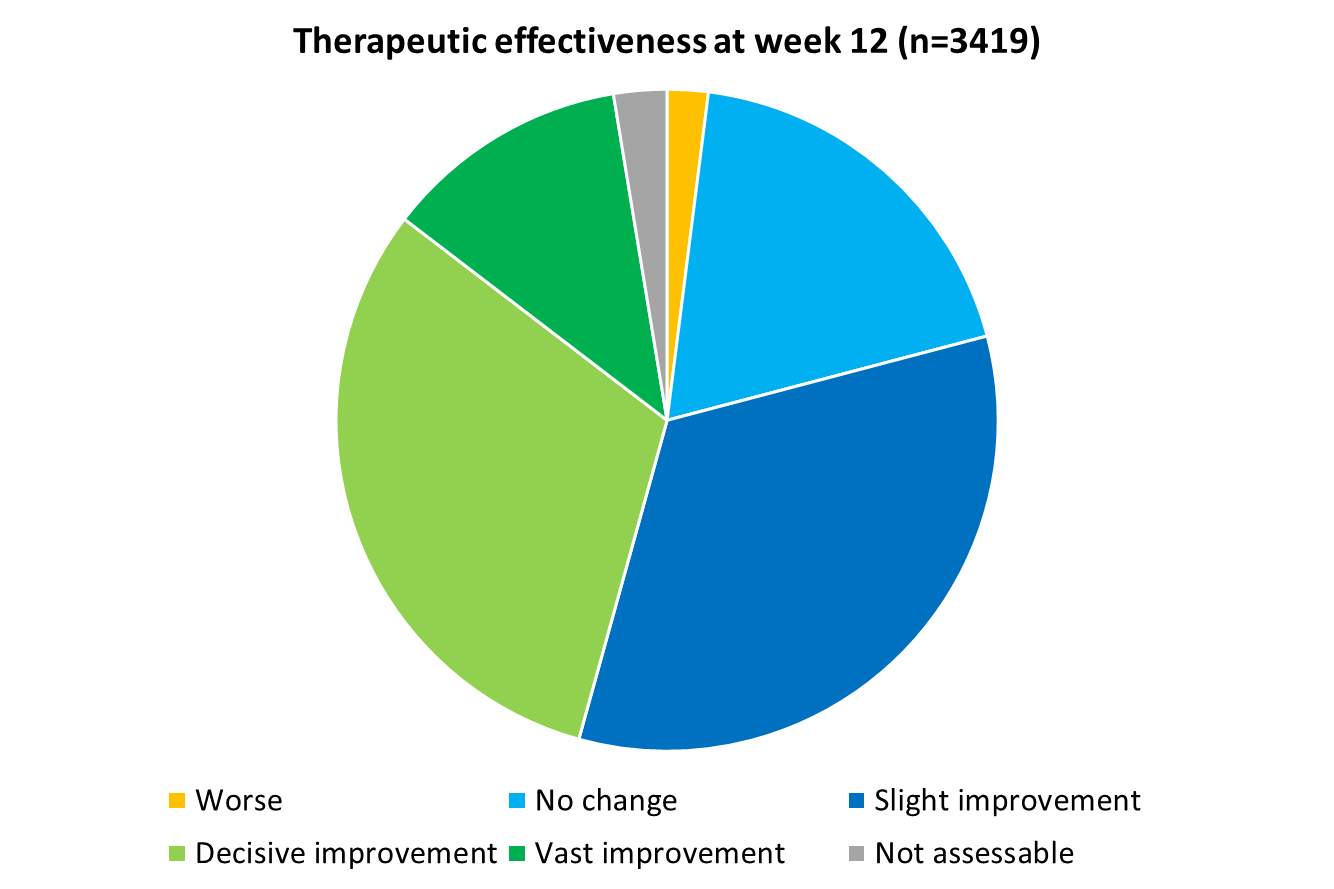 Therapeutic effectiveness at week 12 (n=3419)
Worse
No change
Slight improvement
Decisive improvement
Vast improvement
Not assessable